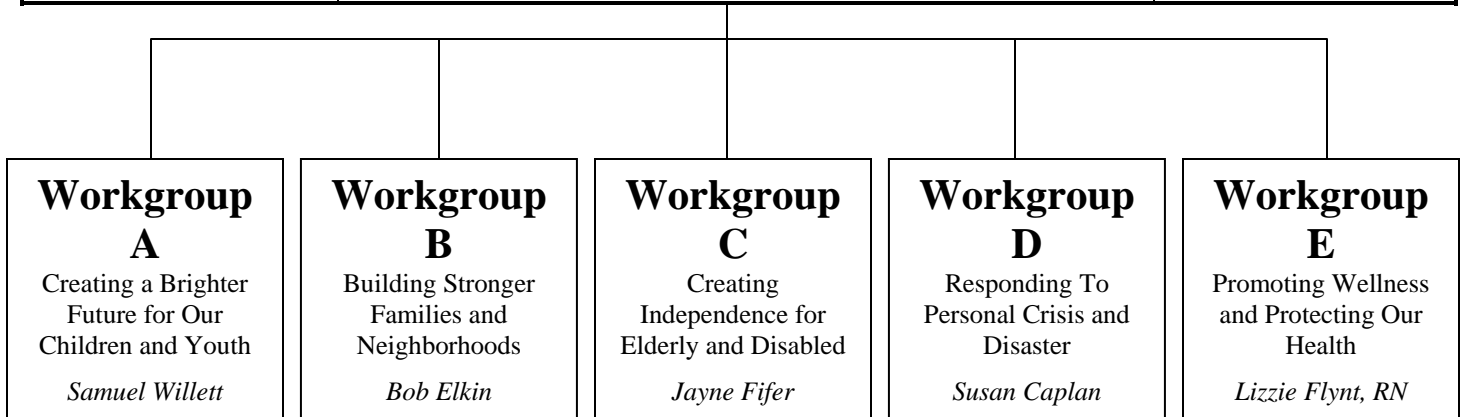 Workgroup
A
Creating a Brighter
Future for Our
Children and Youth
Samuel Willett
Workgroup
B
Building Stronger
Families and
Neighborhoods
Bob Elkin
Workgroup
C
Creating
Independence for
Elderly and Disabled
Jayne Fifer
Workgroup
D
Responding To
Personal Crisis and
Disaster
Susan Caplan
Workgroup
E
Promoting Wellness
and Protecting Our
Health
Lizzie Flynt, RN